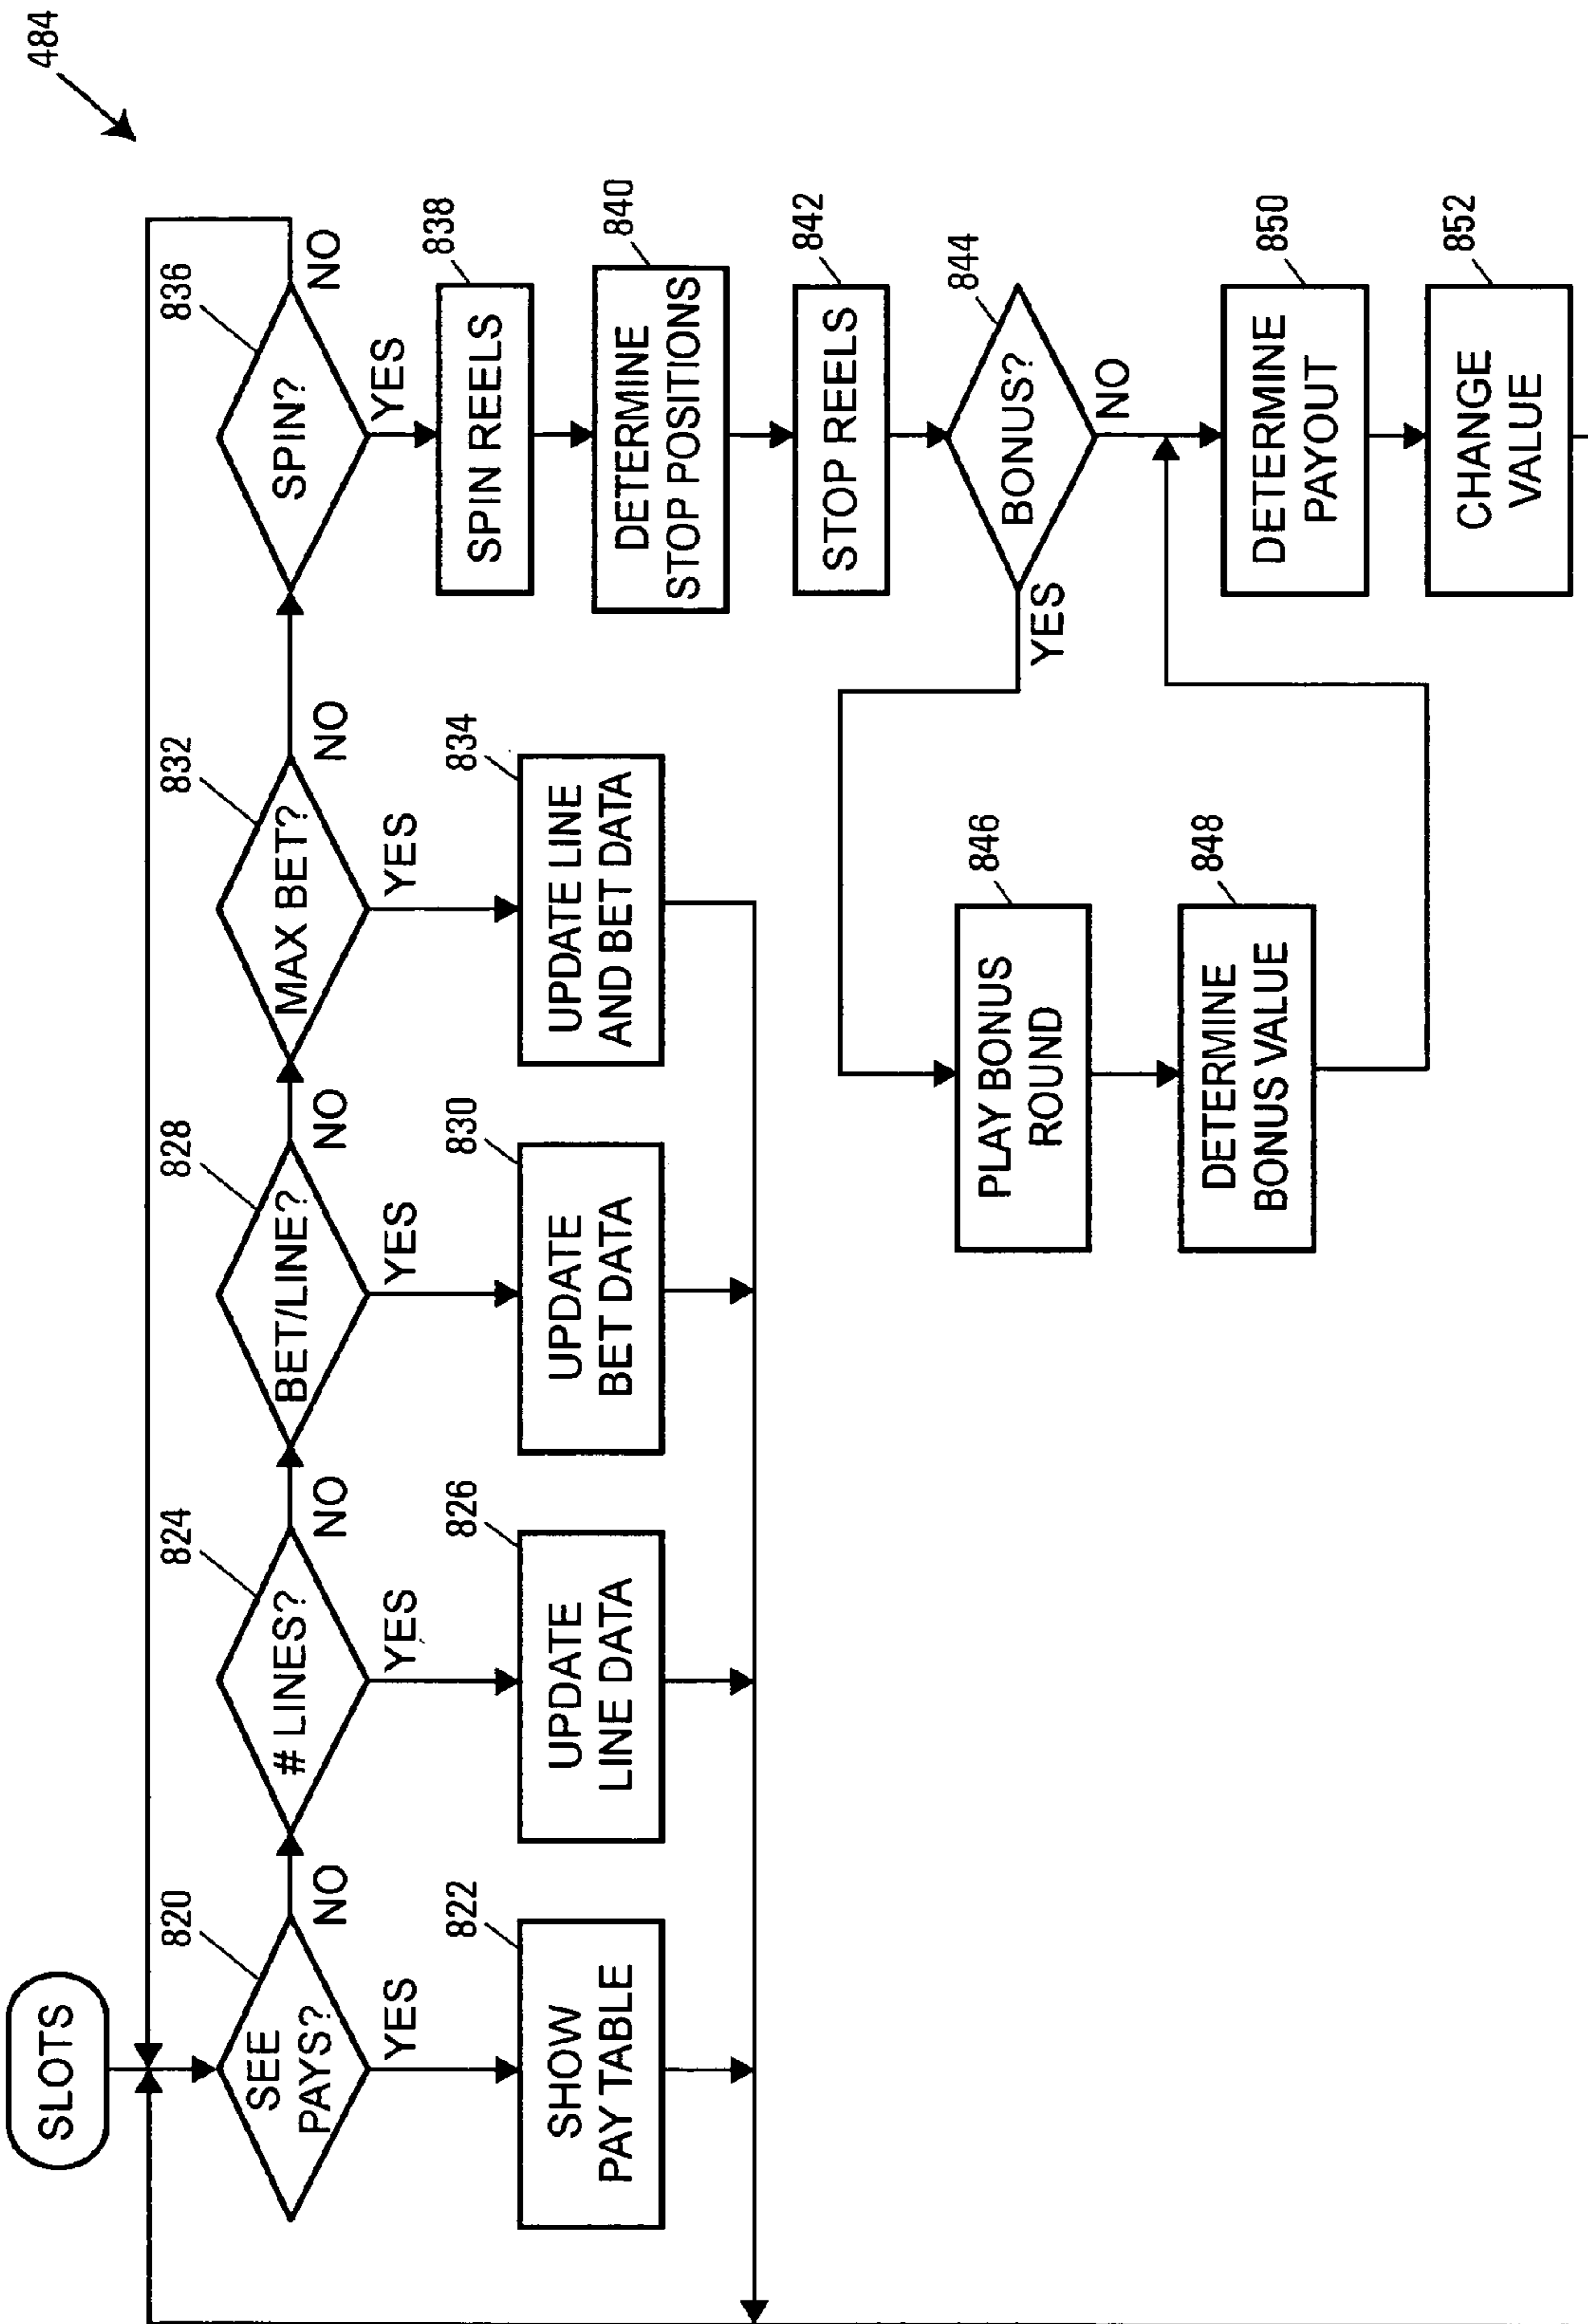 484
SLOTS
820
SEE
PAYS?
NO
YES
822
SHOW
PAY TABLE
824
# LINES?
NO
YES
826
UPDATE
LINE DATA
828
BET/LINE?
NO
YES
830
UPDATE
BET DATA
832
MAX BET?
NO
YES
834
UPDATE LINE
AND BET DATA
836
SPIN?
NO
YES
838
SPIN REELS
840
DETERMINE
STOP POSITIONS
842
STOP REELS
844
BONUS?
YES
NO
846
PLAY BONUS
ROUND
848
DETERMINE
BONUS VALUE
850
DETERMINE
PAYOUT
852
CHANGE
VALUE